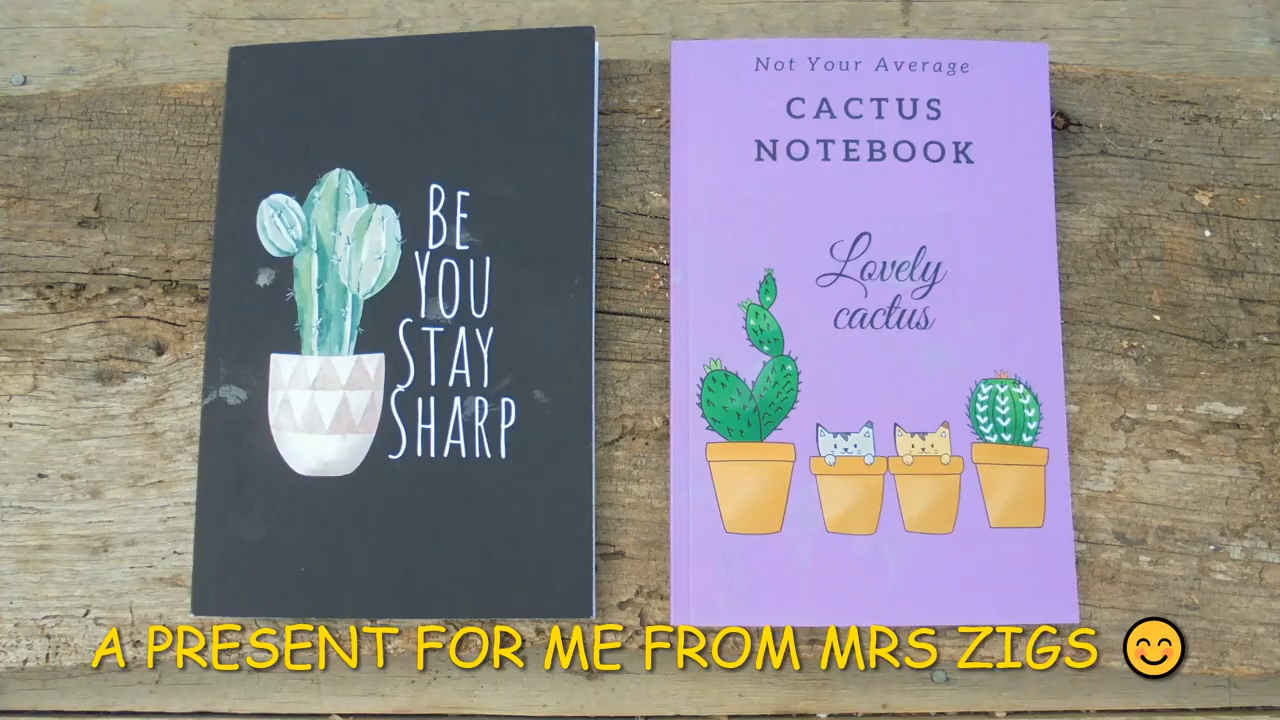 BE
YOU
STAY
SHARP
Not Your Average
CACTUS
NOTEBOOK
Lovely
cactus
A PRESENT FOR ME FROM MRS ZIGS 😊